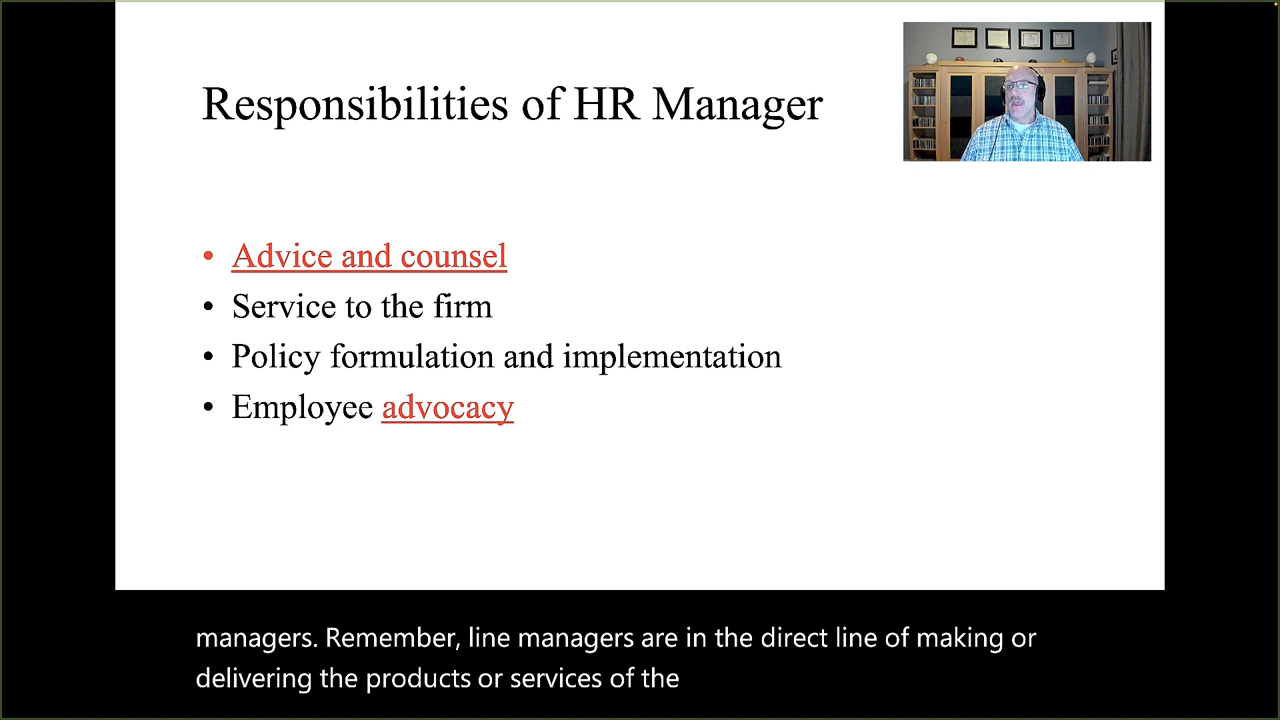 Responsibilities of HR Manager
• Advice and counsel
• Service to the firm
• Policy formulation and implementation
• Employee advocacy
managers. Remember, line managers are in the direct line of making or
delivering the products or services of the